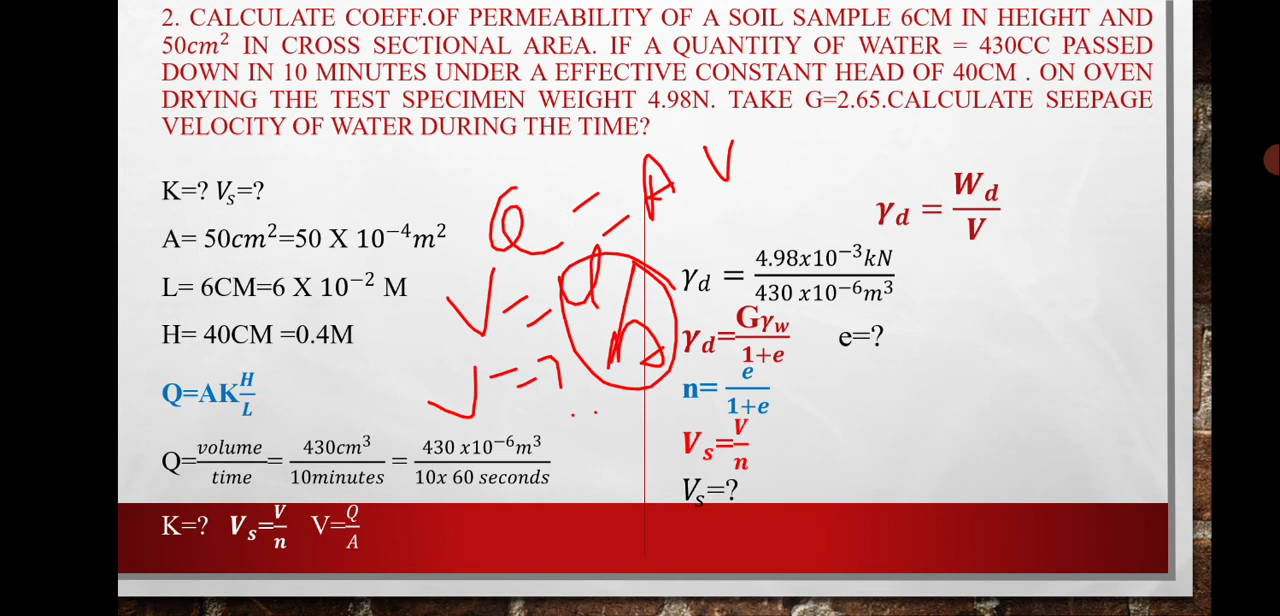 2. CALCULATE COEFF.OF PERMEABILITY OF A SOIL SAMPLE 6CM IN HEIGHT AND
50cm² IN CROSS SECTIONAL AREA. IF A QUANTITY OF WATER = 430CC PASSED
DOWN IN 10 MINUTES UNDER A EFFECTIVE CONSTANT HEAD OF 40CM . ON OVEN
DRYING THE TEST SPECIMEN WEIGHT 4.98N. TAKE G=2.65.CALCULATE SEEPAGE
VELOCITY OF WATER DURING THE TIME?
K=? Vₛ=?
A= 50cm²=50 X 10⁻⁴m²
L= 6CM=6 X 10⁻² M
H= 40CM =0.4M
Q=AK H/L
Q= volume/time = 430cm³/10minutes = 430 x10⁻⁶m³/10x 60 seconds
K=? Vₛ= V/n V= Q/A
Q = A V
V =
V = ?
γd = Wd/V
γd = 4.98x10⁻³kN/430 x10⁻⁶m³
γd= Gγw/1+e e=?
n= e/1+e
Vₛ= V/n
Vₛ=?